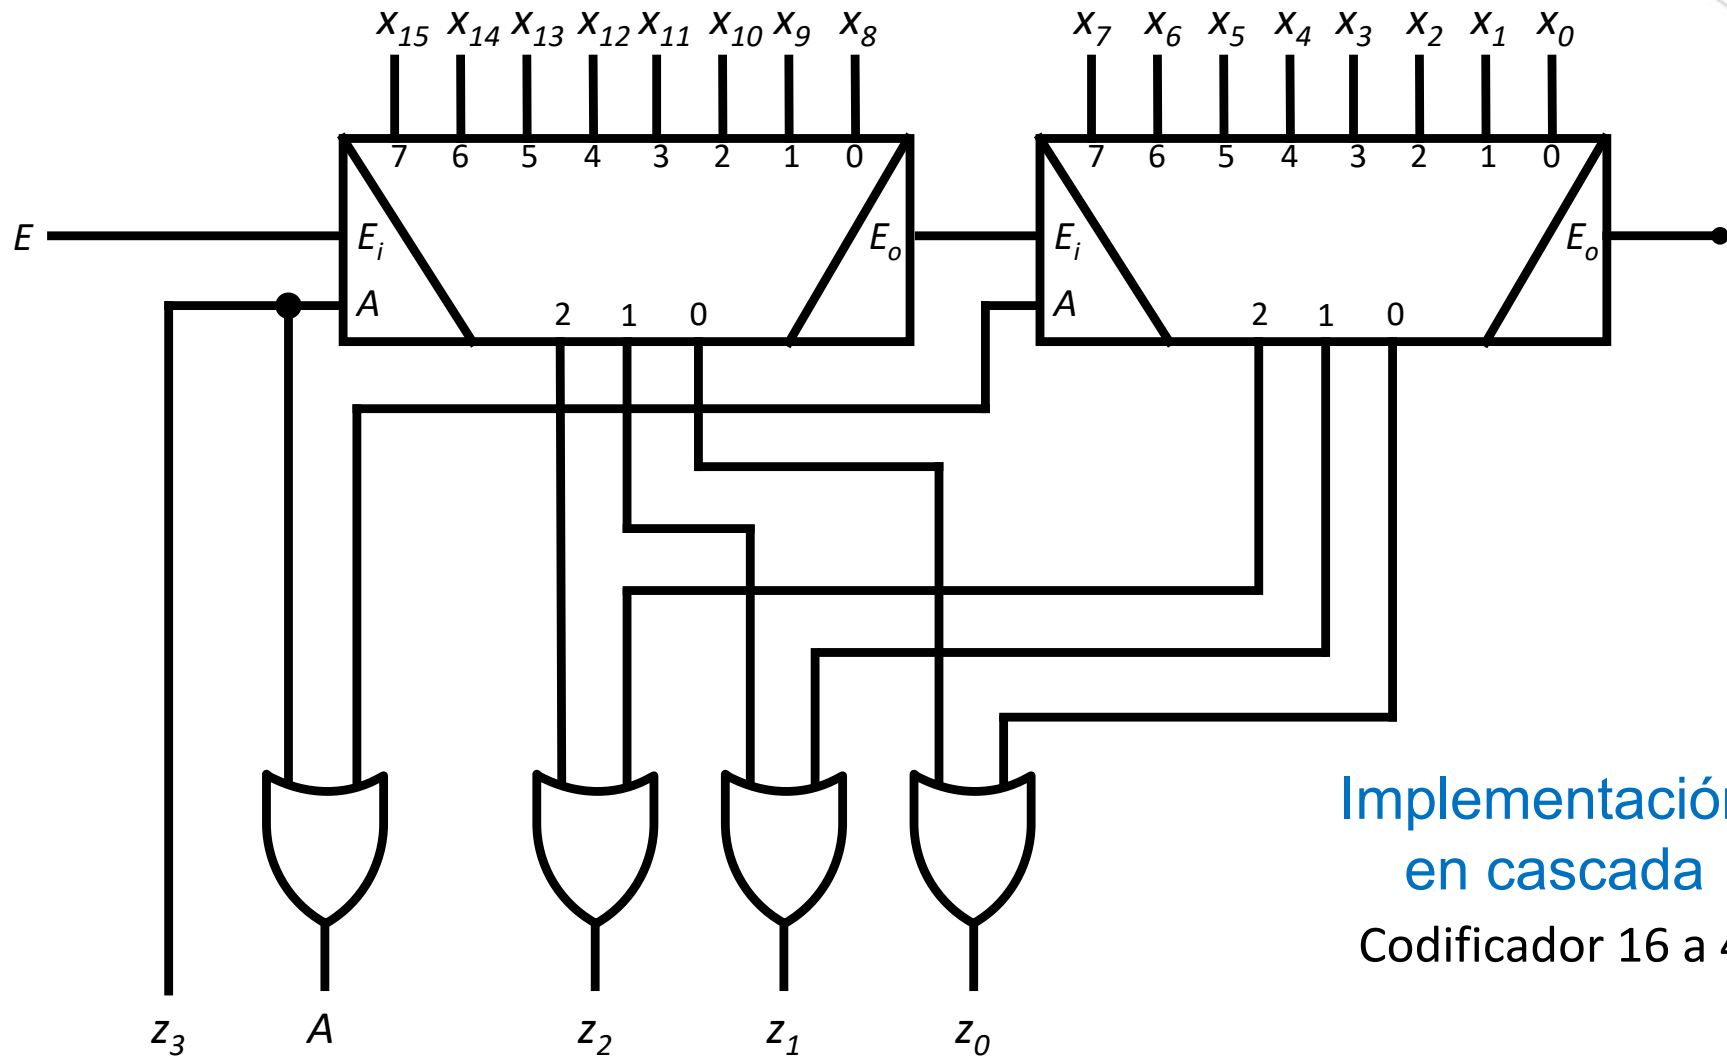 x15 x14 x13 x12 x11 x10 x9 x8 x7 x6 x5 x4 x3 x2 x1 x0
7 6 5 4 3 2 1 0 7 6 5 4 3 2 1 0
E Ei Eo Ei Eo
A A
2 1 0 2 1 0
Implementación
en cascada
Codificador 16 a 4
z3 A z2 z1 z0